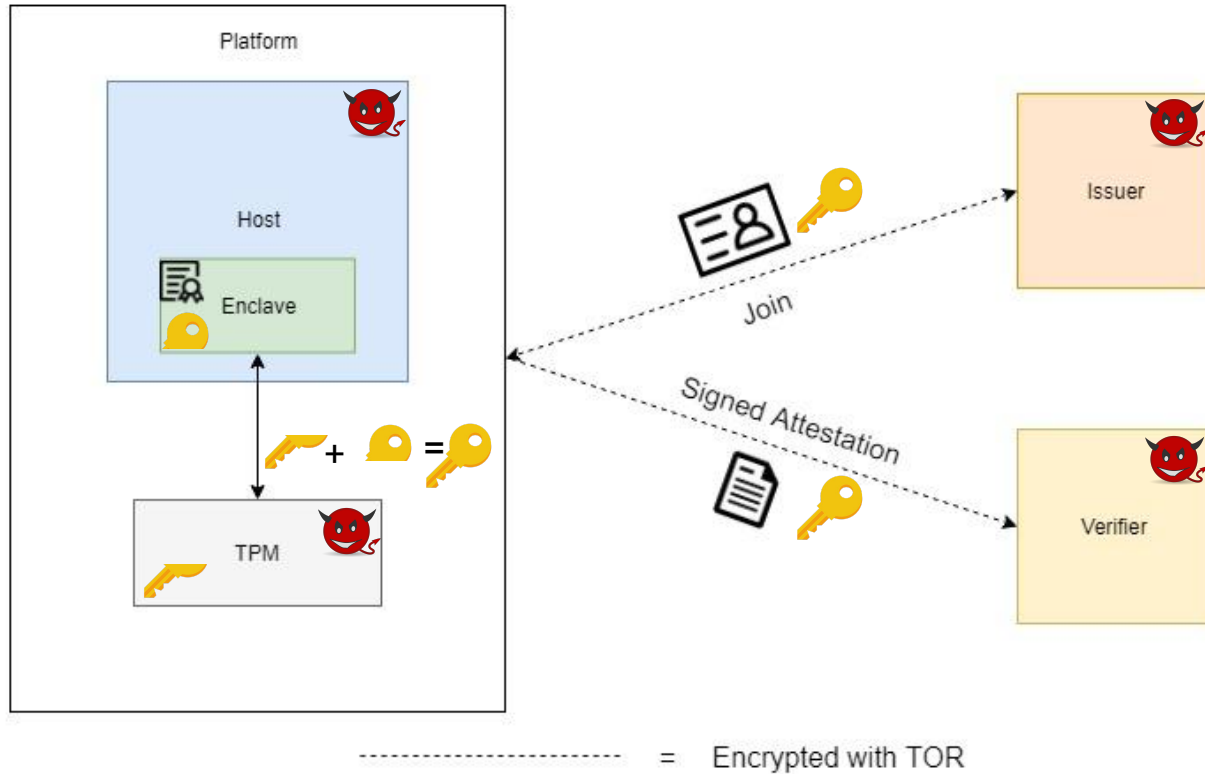 Platform
Host
Enclave
+ =
TPM
Issuer
Join
Signed Attestation
Verifier
= Encrypted with TOR